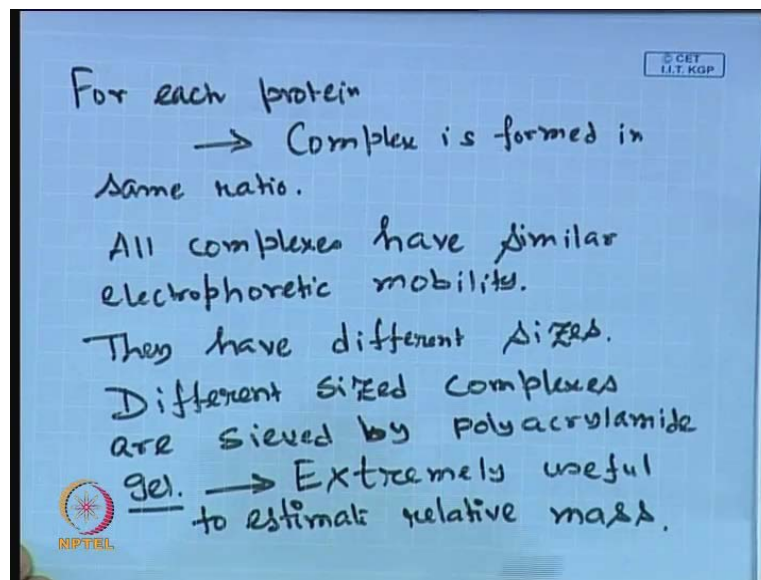 © CET
I.I.T. KGP
For each protein
→ Complex is formed in
same ratio.
All complexes have similar
electrophoretic mobility.
They have different sizes.
Different sized complexes
are sieved by polyacrylamide
gel. → Extremely useful
to estimate relative mass.
NPTEL